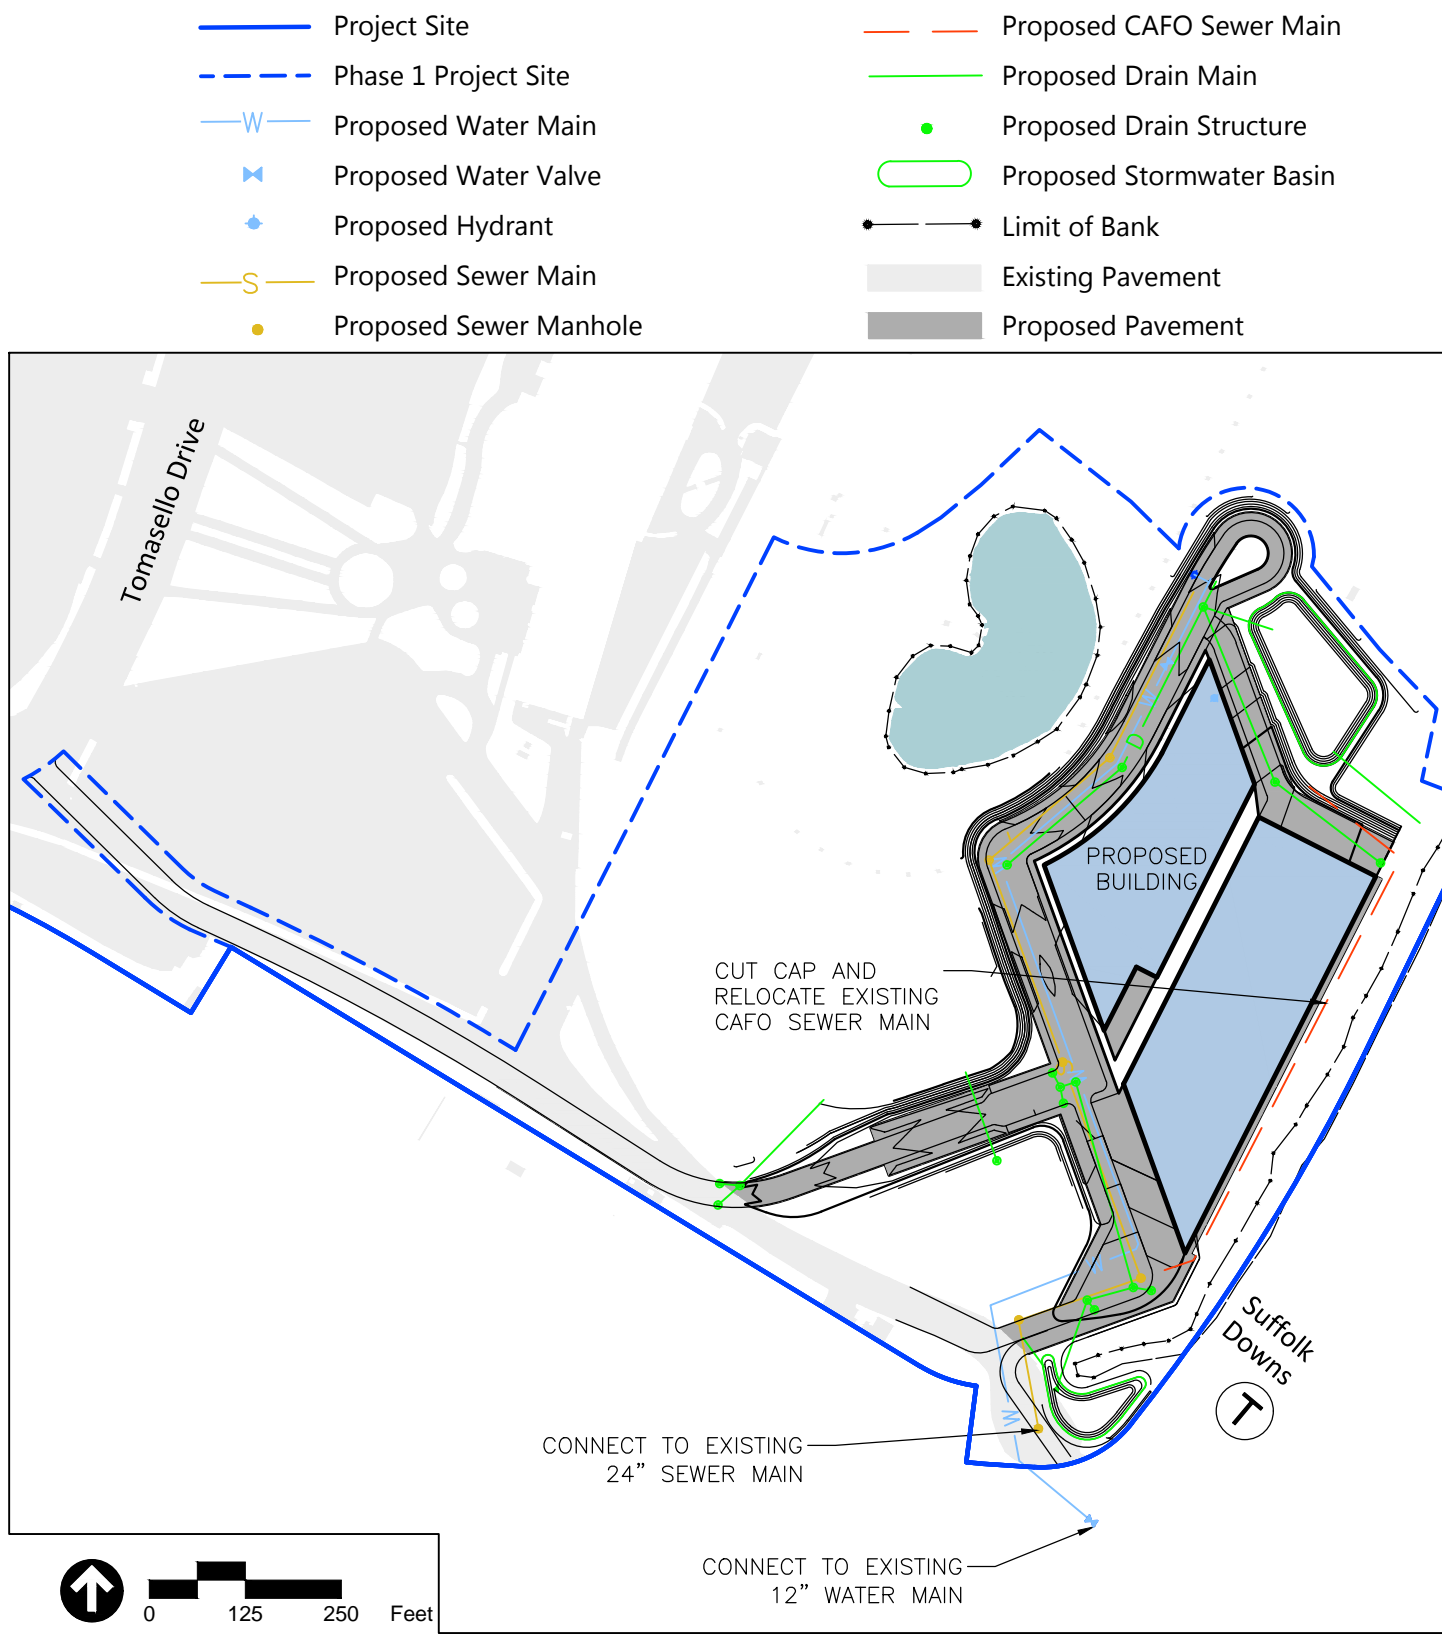 Project Site
Phase 1 Project Site
W
Proposed Water Main
Proposed Water Valve
Proposed Hydrant
S
Proposed Sewer Main
Proposed Sewer Manhole
Proposed CAFO Sewer Main
Proposed Drain Main
Proposed Drain Structure
Proposed Stormwater Basin
Limit of Bank
Existing Pavement
Proposed Pavement
Tomasello Drive
W
D
PROPOSED
BUILDING
CUT CAP AND
RELOCATE EXISTING
CAFO SEWER MAIN
W
W
Suffolk
Downs
T
W
CONNECT TO EXISTING
24” SEWER MAIN
CONNECT TO EXISTING
12” WATER MAIN
0 125 250 Feet